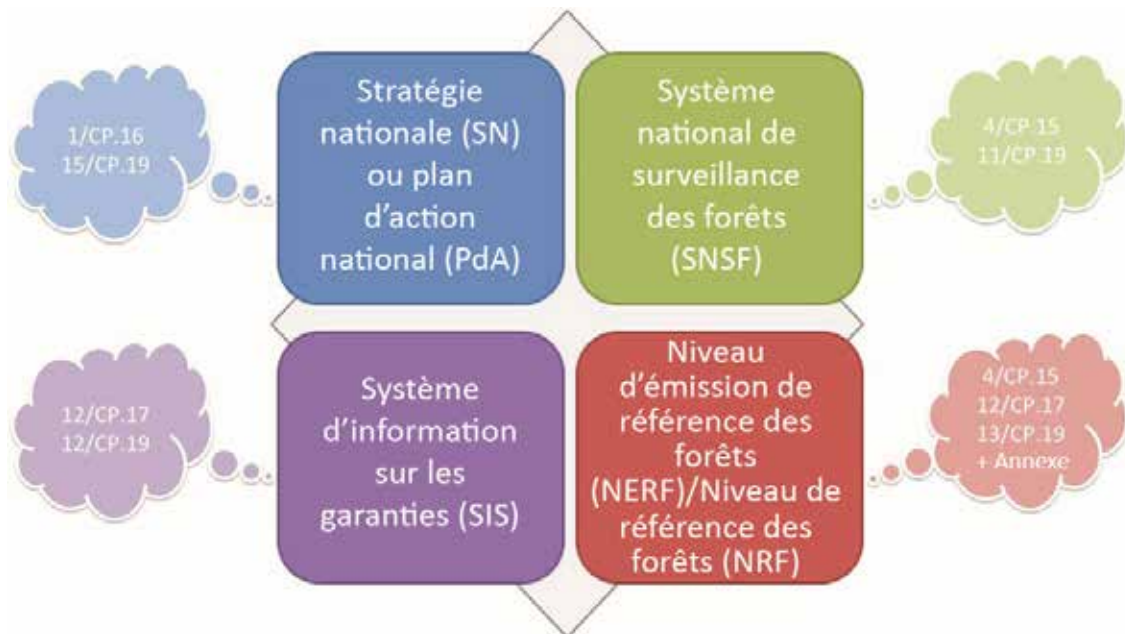 1/CP.16
15/CP.19
Stratégie
nationale (SN)
ou plan
d’action
national (PdA)
Système
national de
surveillance
des forêts
(SNSF)
4/CP.15
11/CP.19
12/CP.17
12/CP.19
Système
d’information
sur les
garanties (SIS)
Niveau
d’émission de
référence des
forêts
(NERF)/Niveau de
référence des
forêts (NRF)
4/CP.15
12/CP.17
13/CP.19
+ Annexe